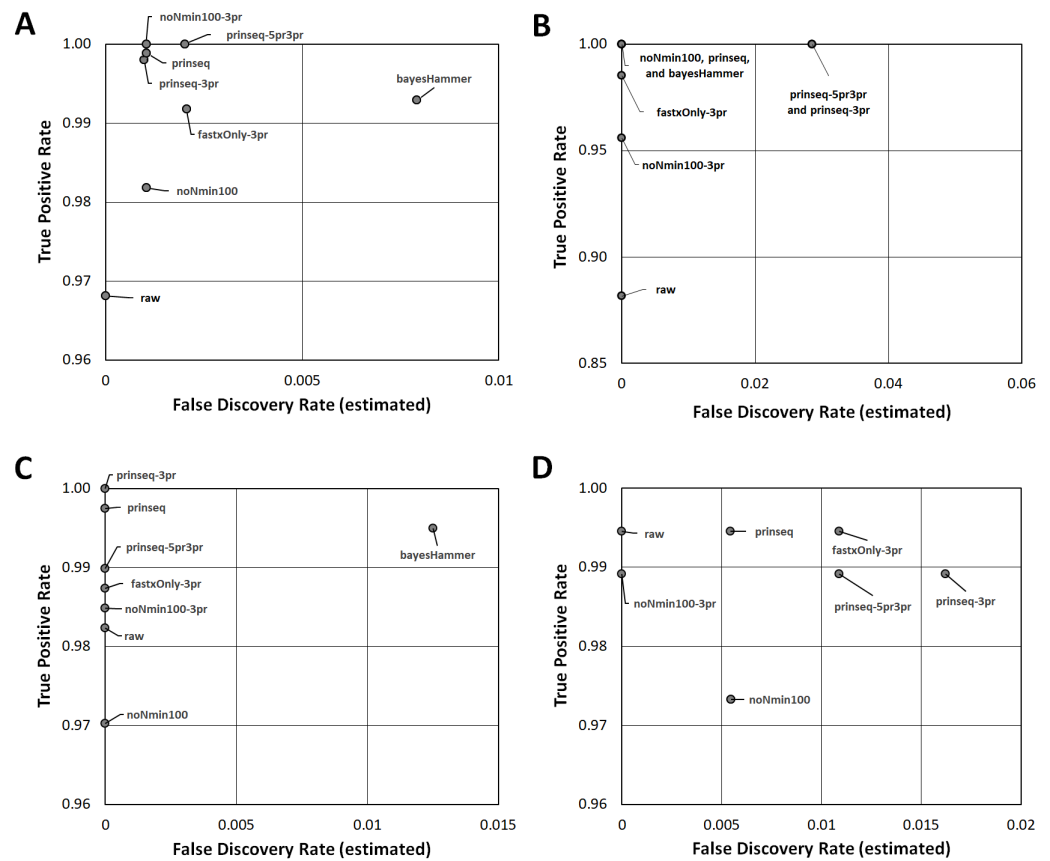 A
True Positive Rate
1.00
0.99
0.98
0.97
0.96
noNmin100-3pr
prinseq-5pr3pr
prinseq
prinseq-3pr
bayesHammer
fastxOnly-3pr
noNmin100
raw
0
0.005
0.01
False Discovery Rate (estimated)
B
True Positive Rate
1.00
0.95
0.90
0.85
noNmin100, prinseq,
and bayesHammer
prinseq-5pr3pr
and prinseq-3pr
fastxOnly-3pr
noNmin100-3pr
raw
0
0.02
0.04
0.06
False Discovery Rate (estimated)
C
True Positive Rate
1.00
0.99
0.98
0.97
0.96
prinseq-3pr
prinseq
prinseq-5pr3pr
bayesHammer
fastxOnly-3pr
noNmin100-3pr
raw
noNmin100
0
0.005
0.01
0.015
False Discovery Rate (estimated)
D
True Positive Rate
1.00
0.99
0.98
0.97
0.96
raw
prinseq
fastxOnly-3pr
noNmin100-3pr
prinseq-5pr3pr
prinseq-3pr
noNmin100
0
0.005
0.01
0.015
0.02
False Discovery Rate (estimated)